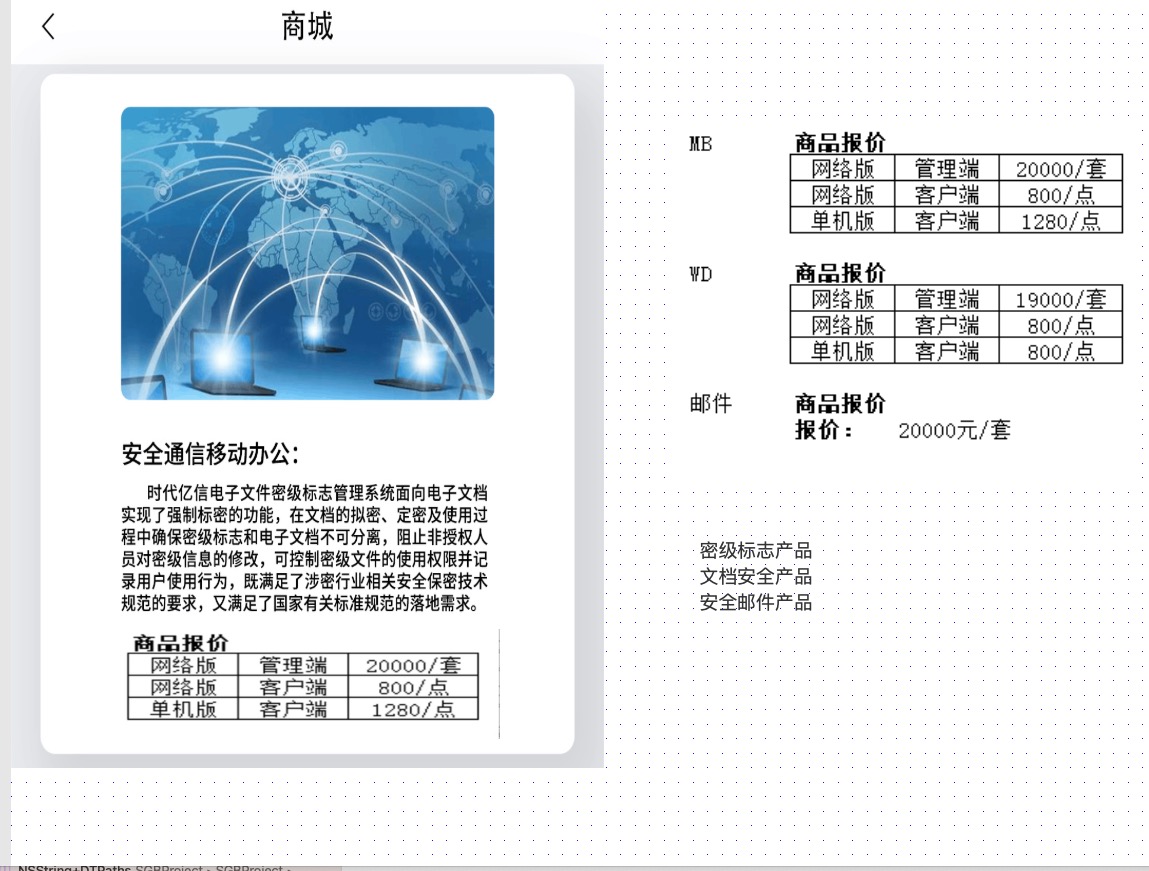 商城
安全通信移动办公：
时代亿信电子文件密级标志管理系统面向电子文档
实现了强制标密的功能，在文档的拟密、定密及使用过
程中确保密级标志和电子文档不可分离，阻止非授权人
员对密级信息的修改，可控制密级文件的使用权限并记
录用户使用行为，既满足了涉密行业相关安全保密技术
规范的要求，又满足了国家有关标准规范的落地需求。
商品报价
网络版 管理端 20000/套
网络版 客户端 800/点
单机版 客户端 1280/点
MB 商品报价
网络版 管理端 20000/套
网络版 客户端 800/点
单机版 客户端 1280/点
WD 商品报价
网络版 管理端 19000/套
网络版 客户端 800/点
单机版 客户端 800/点
邮件 商品报价
报价： 20000元/套
密级标志产品
文档安全产品
安全邮件产品
NSString+DTPaths SGBProject - SGBProject -